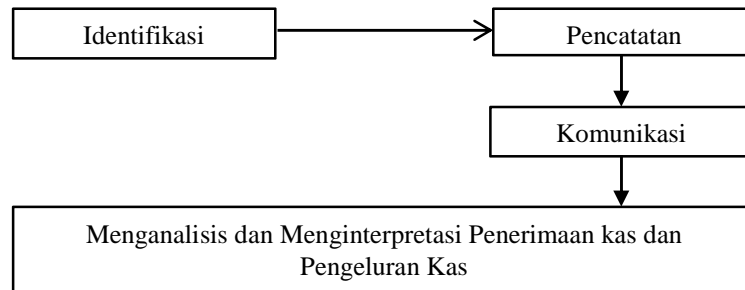 Identifikasi
Pencatatan
Komunikasi
Menganalisis dan Menginterpretasi Penerimaan kas dan
Pengeluran Kas